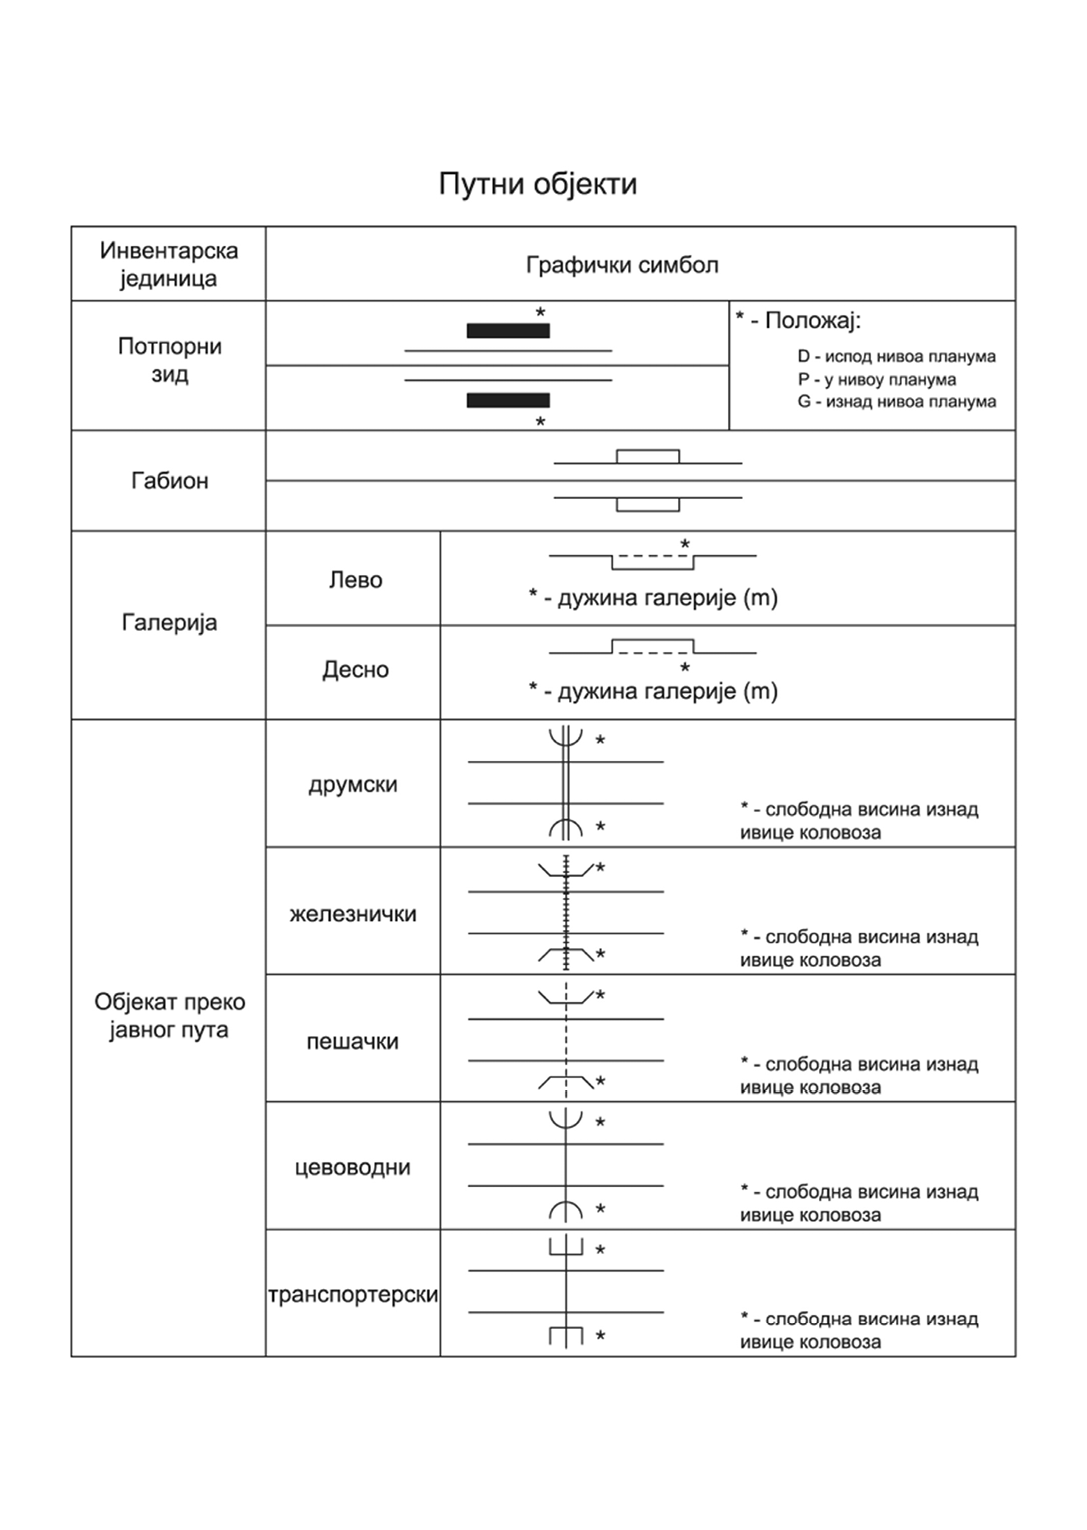 Путни објекти
Инвентарска
јединица
Графички симбол
Потпорни
зид
*
*
* - Положај:
D - испод нивоа планума
P - у нивоу планума
G - изнад нивоа планума
Габион
Галерија
Лево
*
* - дужина галерије (m)
Десно
*
* - дужина галерије (m)
Објекат преко
јавног пута
друмски
*
*
* - слободна висина изнад
ивице коловоза
железнички
*
*
* - слободна висина изнад
ивице коловоза
пешачки
*
*
* - слободна висина изнад
ивице коловоза
цевоводни
*
*
* - слободна висина изнад
ивице коловоза
транспортерски
*
*
* - слободна висина изнад
ивице коловоза